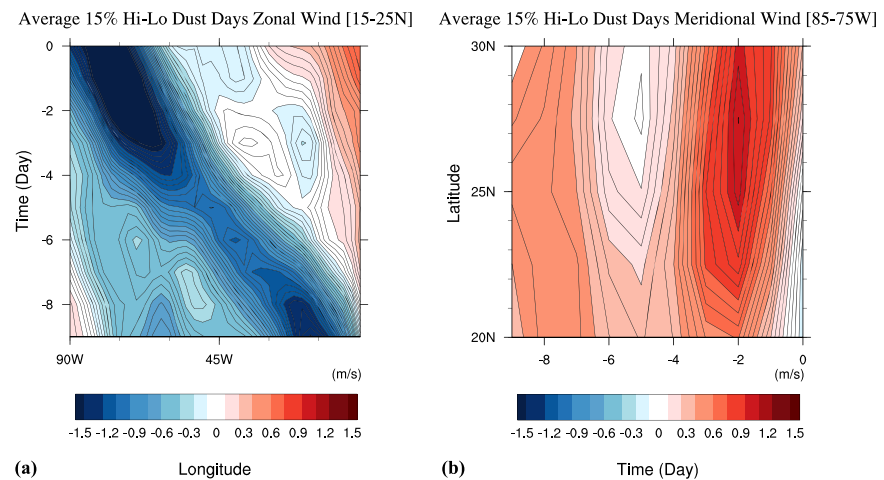 Average 15% Hi-Lo Dust Days Zonal Wind [15-25N]
0
-2
-4
-6
-8
Time (Day)
90W
45W
(m/s)
-1.5 -1.2 -0.9 -0.6 -0.3 0 0.3 0.6 0.9 1.2 1.5
(a)
Longitude
Average 15% Hi-Lo Dust Days Meridional Wind [85-75W]
30N
25N
20N
Latitude
-8 -6 -4 -2 0
(m/s)
-1.5 -1.2 -0.9 -0.6 -0.3 0 0.3 0.6 0.9 1.2 1.5
(b)
Time (Day)